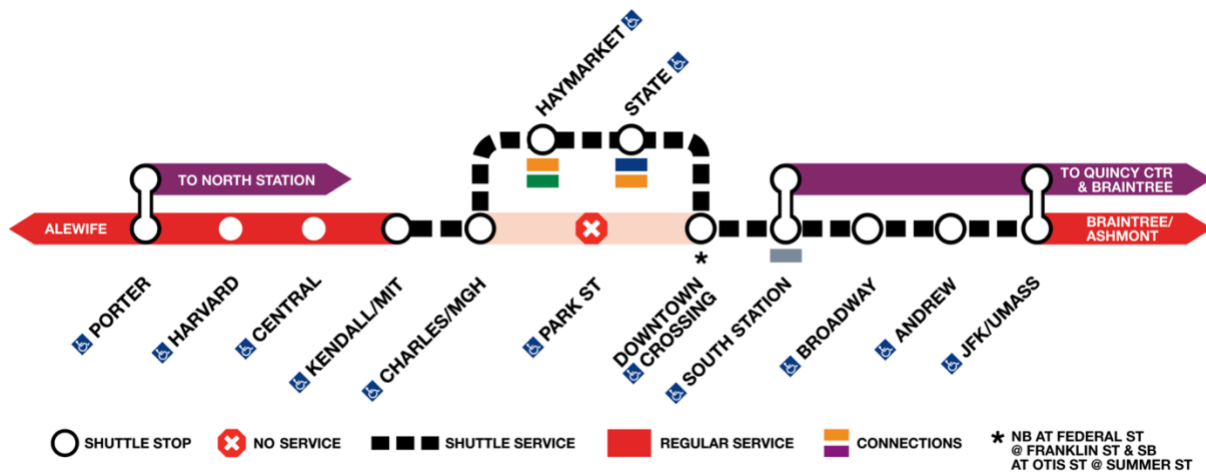 HAYMARKET
STATE
TO NORTH STATION
TO QUINCY CTR
& BRAINTREE
ALEWIFE
BRAINTREE/
ASHMONT
*
PORTER
HARVARD
CENTRAL
KENDALL/MIT
CHARLES/MGH
PARK ST
DOWNTOWN
CROSSING
SOUTH STATION
BROADWAY
ANDREW
JFK/UMASS
SHUTTLE STOP
NO SERVICE
SHUTTLE SERVICE
REGULAR SERVICE
CONNECTIONS
* NB AT FEDERAL ST
@ FRANKLIN ST & SB
AT OTIS ST @ SUMMER ST